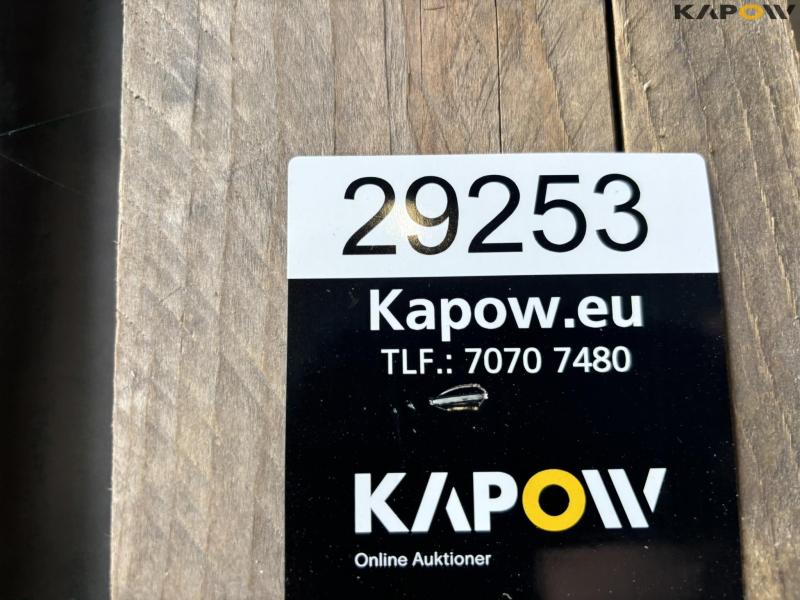 KAPOW
29253
Kapow.eu
TLF.: 7070 7480
KAPOW
Online Auktioner